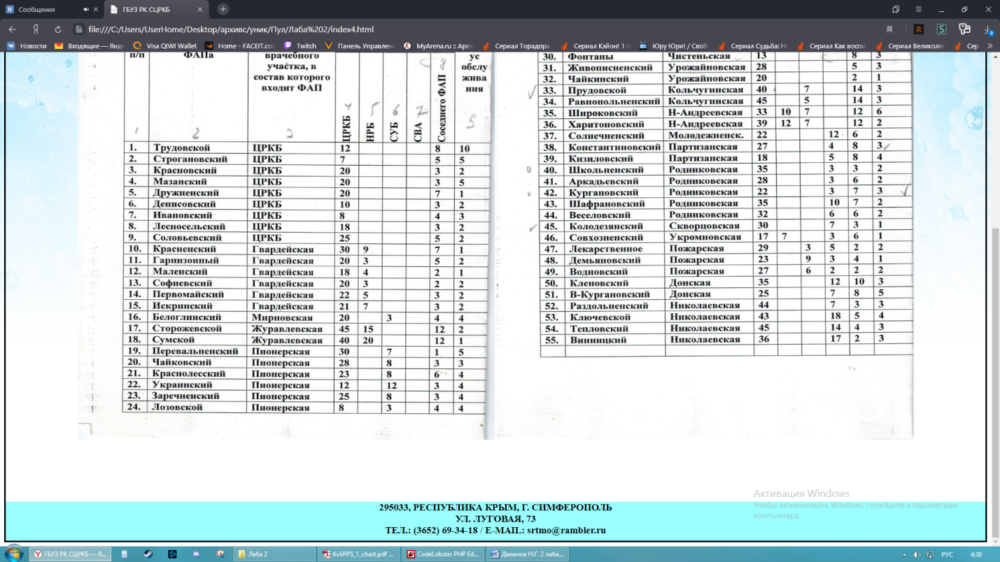 Сообщения
ГБУЗ РК СЦРКБ
file:///C:/Users/UserHome/Desktop/архивс/уник/Пул/Лаба%202/index4.html
9
Новости Входящие — Янде Visa QIWI Wallet Home - FACEIT.com Twitch Панель Управлени MyArena.ru :: Арен Сериал Торадора Сериал Кэйон! 1 с Юру Юри! / Свобо Сериал Судьба: Но Сериал Как воспи Сериал Великолеп Сер »
п/п ФАПа врачебного участка, в состав которого входит ФАП ЦРКБ НРБ СУБ СВА Соседнего ФАП ус обслу жива ния
1 2 3 4 5 6 7 8 9
1. Трудовской ЦРКБ 12 8 10
2. Строгановский ЦРКБ 7 5 5
3. Красновский ЦРКБ 20 3 2
4. Мазанский ЦРКБ 20 3 5
5. Дружненский ЦРКБ 20 7 1
6. Денисовский ЦРКБ 10 3 2
7. Ивановский ЦРКБ 8 4 3
8. Лесносельский ЦРКБ 18 3 2
9. Соловьевский ЦРКБ 25 5 2
10. Красненский Гвардейская 30 9 7 1
11. Гарнизонный Гвардейская 20 3 5 2
12. Маленский Гвардейская 18 4 2 1
13. Софиевский Гвардейская 20 3 2 2
14. Первомайский Гвардейская 22 5 3 2
15. Искринский Гвардейская 21 7 3 2
16. Белоглинский Мирновская 20 3 4 4
17. Сторожевской Журавлевская 45 15 12 2
18. Сумской Журавлевская 40 20 12 1
19. Перевальненский Пионерская 30 7 1 5
20. Чайковский Пионерская 28 8 3 3
21. Краснолесский Пионерская 23 8 6 4
22. Украинский Пионерская 12 12 3 4
23. Заречненский Пионерская 25 8 3 4
24. Лозовской Пионерская 8 3 4 4
30. Фонтаны Чистеньская 13 8 3
31. Живописненский Урожайновская 28 5 3
32. Чайкинский Урожайновская 20 2 1
33. Прудовской Кольчугинская 40 7 14 3
34. Равнопольненский Кольчугинская 45 5 14 3
35. Широковский Н-Андреевская 33 10 7 12 6
36. Харитоновский Н-Андреевская 39 12 7 12 2
37. Солнечненский Молодежненск. 22 12 6 2
38. Константиновский Партизанская 27 4 8 3
39. Кизиловский Партизанская 18 5 8 4
40. Школьненский Родниковская 35 3 3 2
41. Аркадьевский Родниковская 28 3 6 2
42. Кургановский Родниковская 22 3 7 3
43. Шафрановский Родниковская 35 10 7 2
44. Веселовский Родниковская 32 6 6 2
45. Колодезянский Скворцовская 30 7 3 1
46. Совхозненский Укромновская 17 7 3 6 1
47. Лекарственное Пожарская 29 3 5 2 2
48. Демьяновский Пожарская 23 9 3 4 1
49. Водновский Пожарская 27 6 2 2 2
50. Кленовский Донская 35 12 10 3
51. В-Кургановский Донская 25 7 8 5
52. Раздольненский Николаевская 44 7 3 3
53. Ключевской Николаевская 43 18 5 4
54. Тепловский Николаевская 45 14 4 3
55. Винницкий Николаевская 36 17 2 3
Активация Windows
Чтобы активировать Windows, перейдите к параметрам
компьютера.
295033, РЕСПУБЛИКА КРЫМ, Г. СИМФЕРОПОЛЬ
УЛ. ЛУГОВАЯ, 73
ТЕЛ.: (3652) 69-34-18 / E-MAIL: srtmo@rambler.ru
ГБУЗ РК СЦРКБ — Я... Лаба 2 KvliPPS_1_chast.pdf ... CodeLobster PHP Ed... Данилов Н.Г. 2 лаба... РУС 4:30